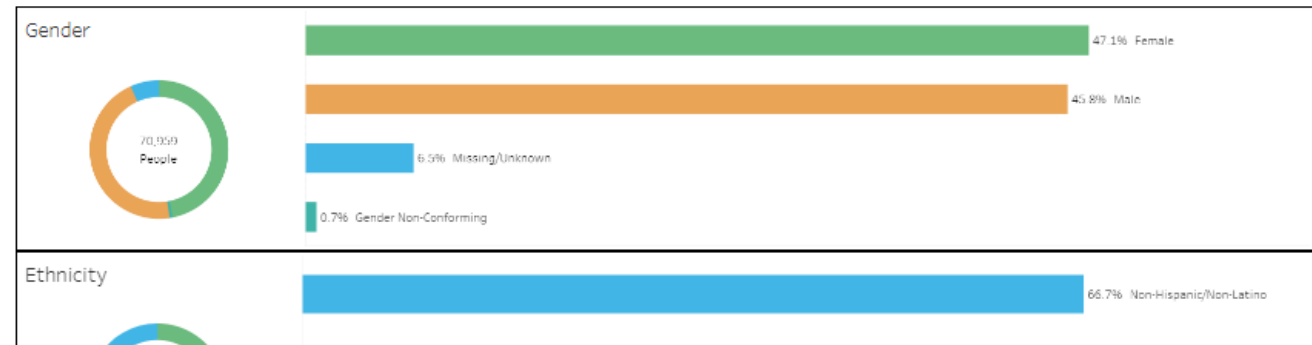 Gender
47.1% Female
45.8% Male
70,959
People
6.5% Missing/Unknown
0.7% Gender Non-Conforming
Ethnicity
66.7% Non-Hispanic/Non-Latino